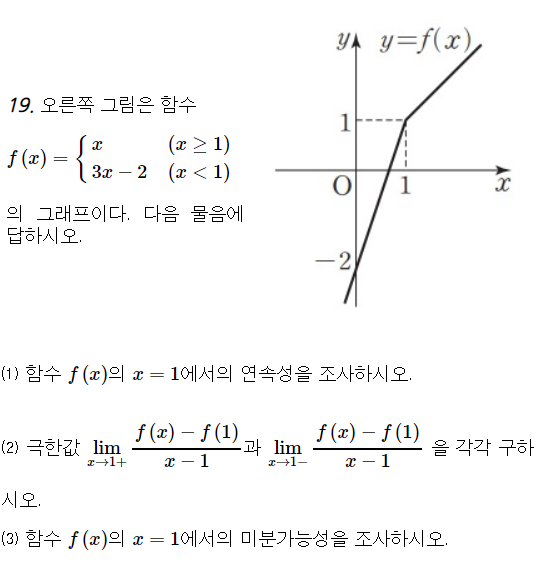 19. 오른쪽 그림은 함수
f(x) = { x (x ≥ 1)
3x − 2 (x < 1)
의 그래프이다. 다음 물음에
답하시오.
y y=f(x)
1
O 1 x
−2
(1) 함수 f(x)의 x = 1에서의 연속성을 조사하시오.
(2) 극한값 lim_{x→1+} (f(x) − f(1))/(x − 1) 과 lim_{x→1−} (f(x) − f(1))/(x − 1) 을 각각 구하
시오.
(3) 함수 f(x)의 x = 1에서의 미분가능성을 조사하시오.